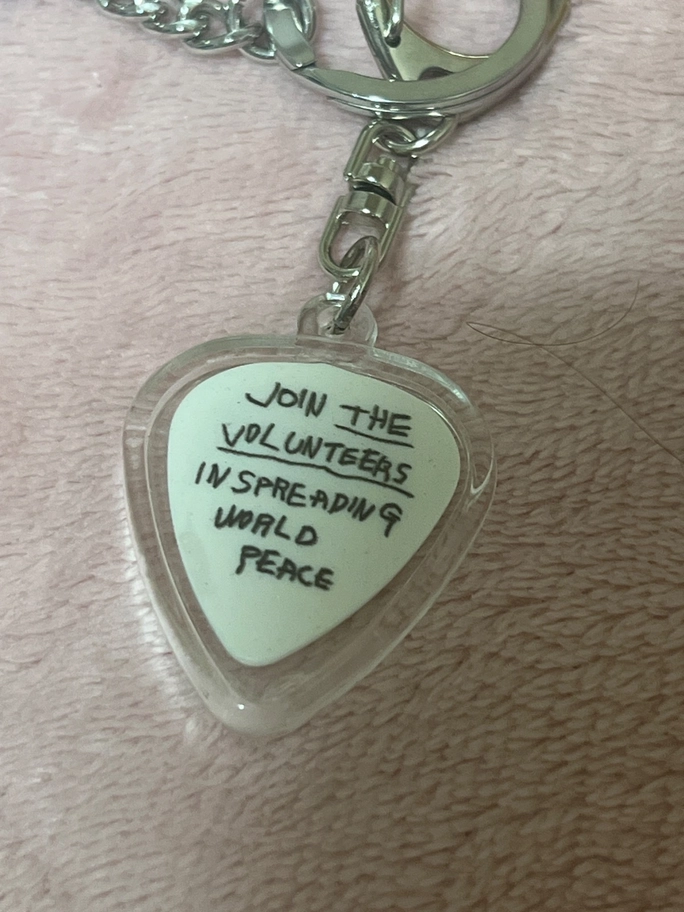 JOIN THE
VOLUNTEERS
IN SPREADING
WORLD
PEACE